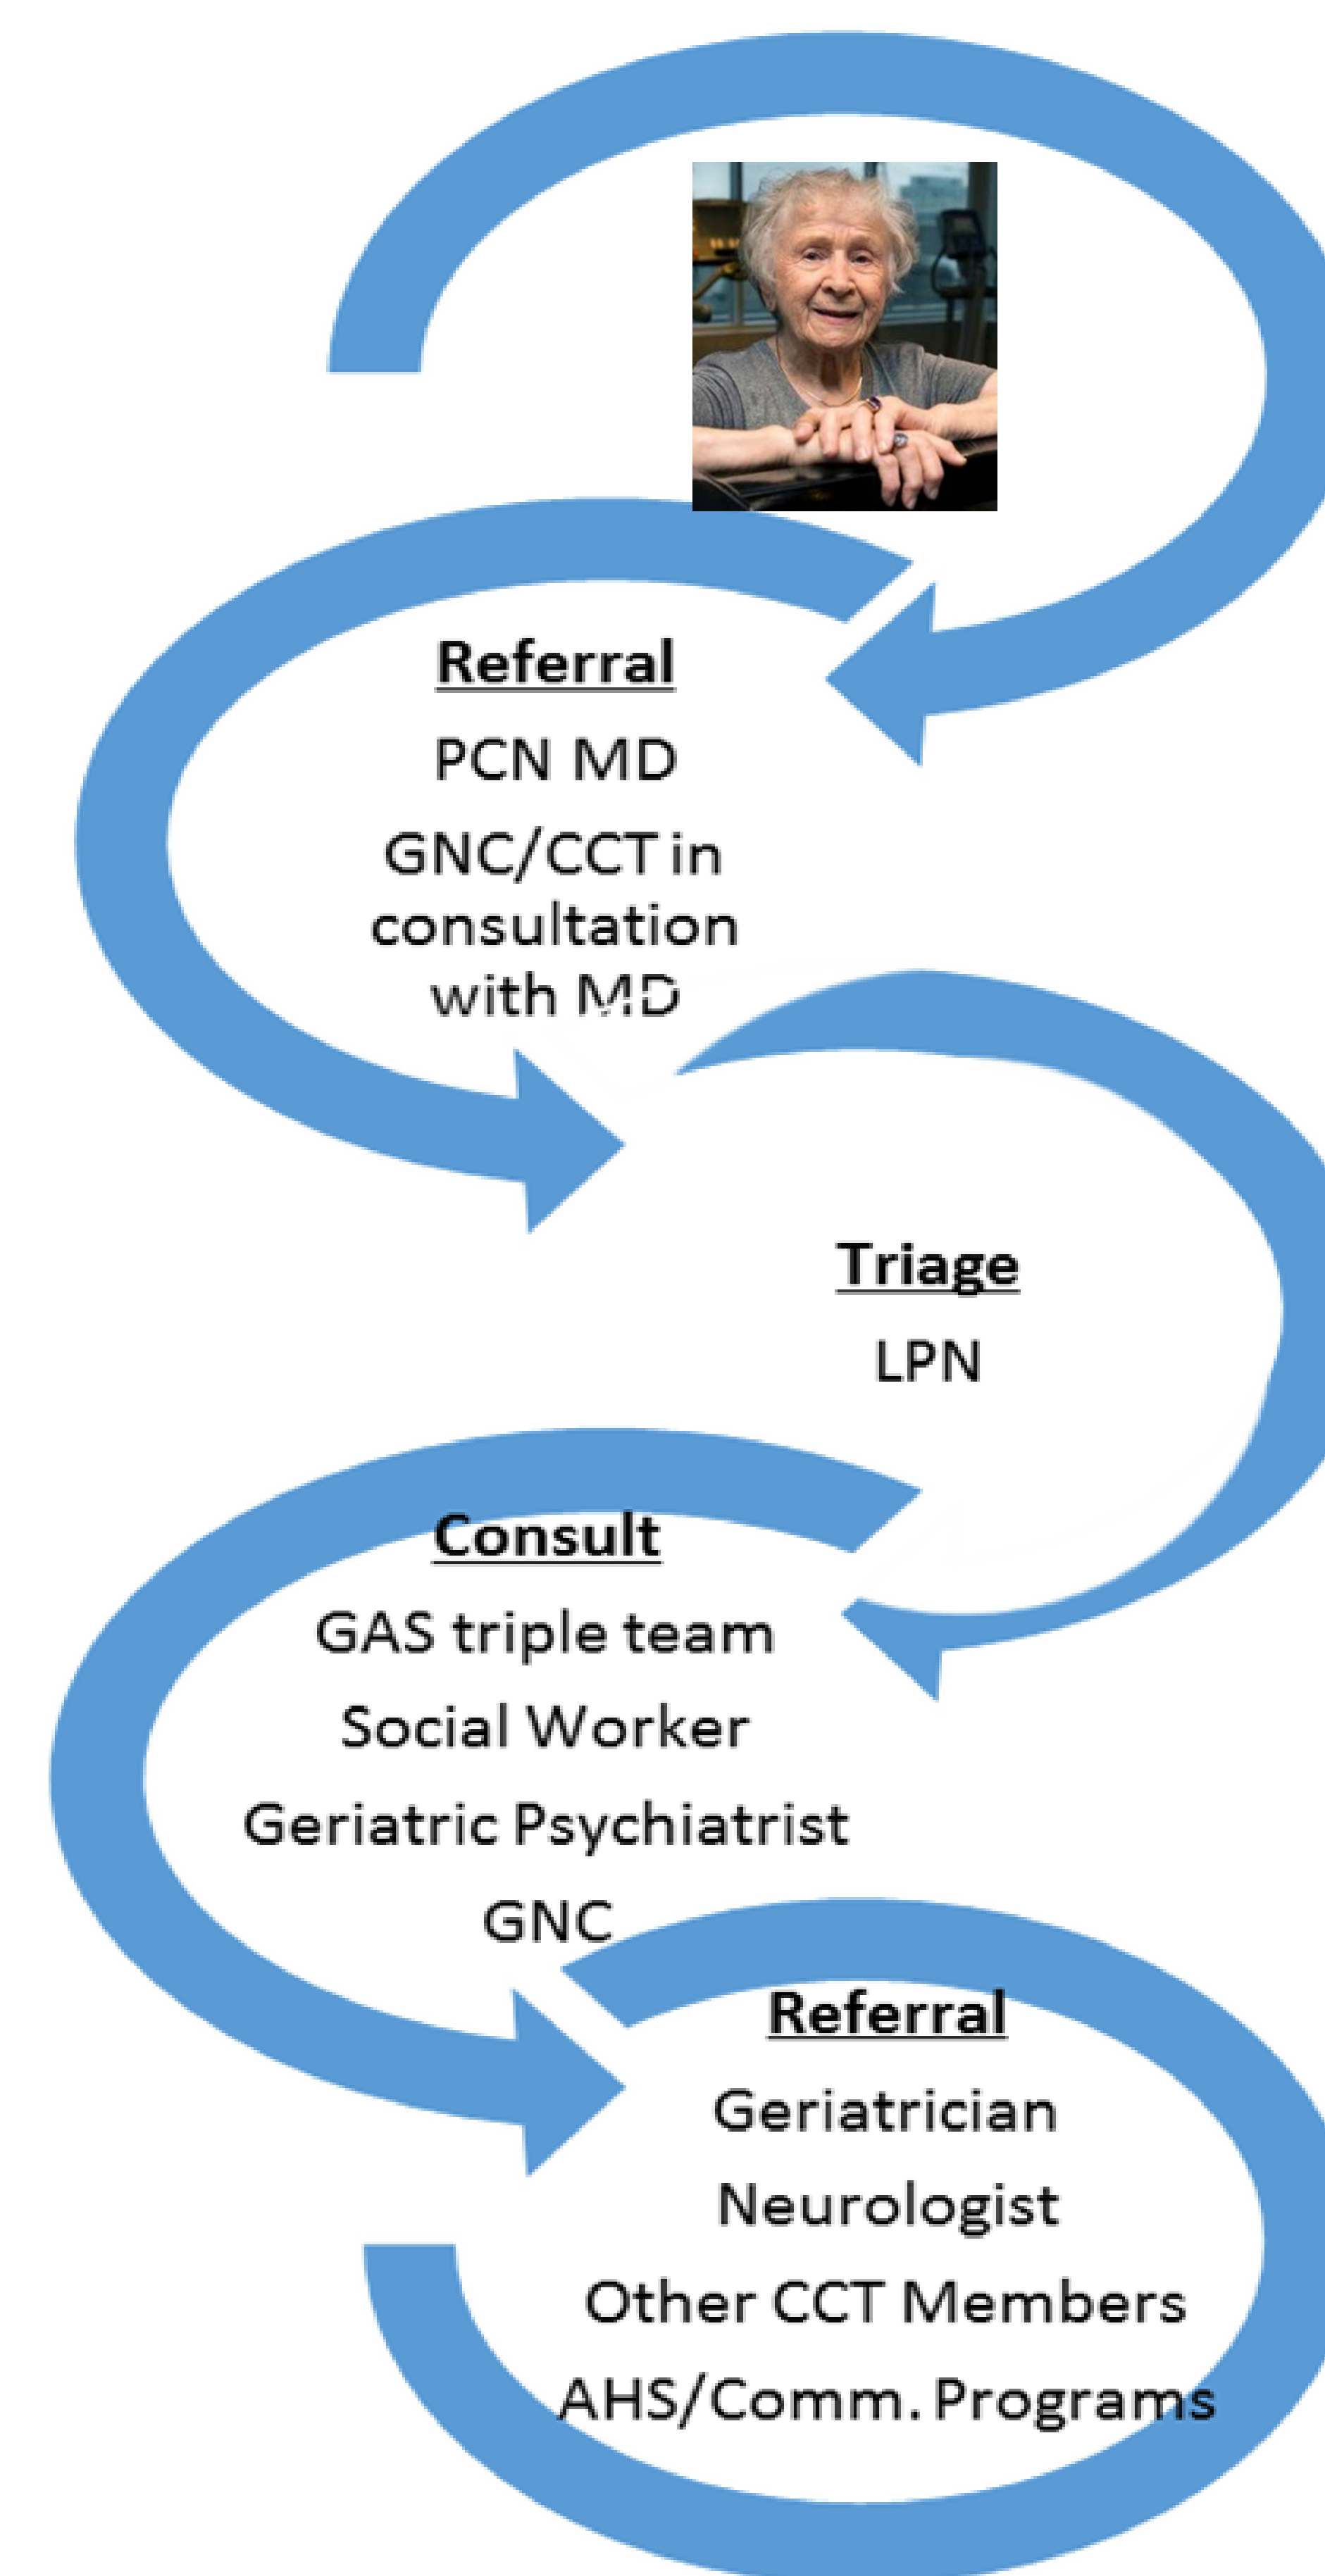 Referral
PCN MD
GNC/CCT in
consultation
with MD
Triage
LPN
Consult
GAS triple team
Social Worker
Geriatric Psychiatrist
GNC
Referral
Geriatrician
Neurologist
Other CCT Members
AHS/Comm. Programs